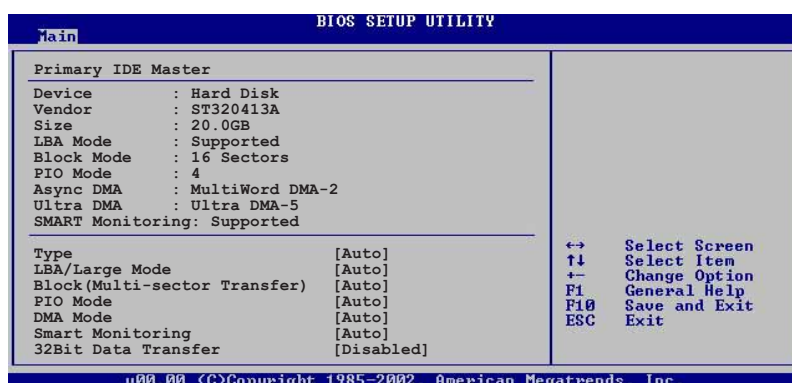 BIOS SETUP UTILITY
Main
Primary IDE Master
Device : Hard Disk
Vendor : ST320413A
Size : 20.0GB
LBA Mode : Supported
Block Mode : 16 Sectors
PIO Mode : 4
Async DMA : MultiWord DMA-2
Ultra DMA : Ultra DMA-5
SMART Monitoring: Supported
Type [Auto]
LBA/Large Mode [Auto]
Block(Multi-sector Transfer) [Auto]
PIO Mode [Auto]
DMA Mode [Auto]
Smart Monitoring [Auto]
32Bit Data Transfer [Disabled]
←→ Select Screen
↑↓ Select Item
+- Change Option
F1 General Help
F10 Save and Exit
ESC Exit
v00.00 (C)Copyright 1985-2002, American Megatrends, Inc.